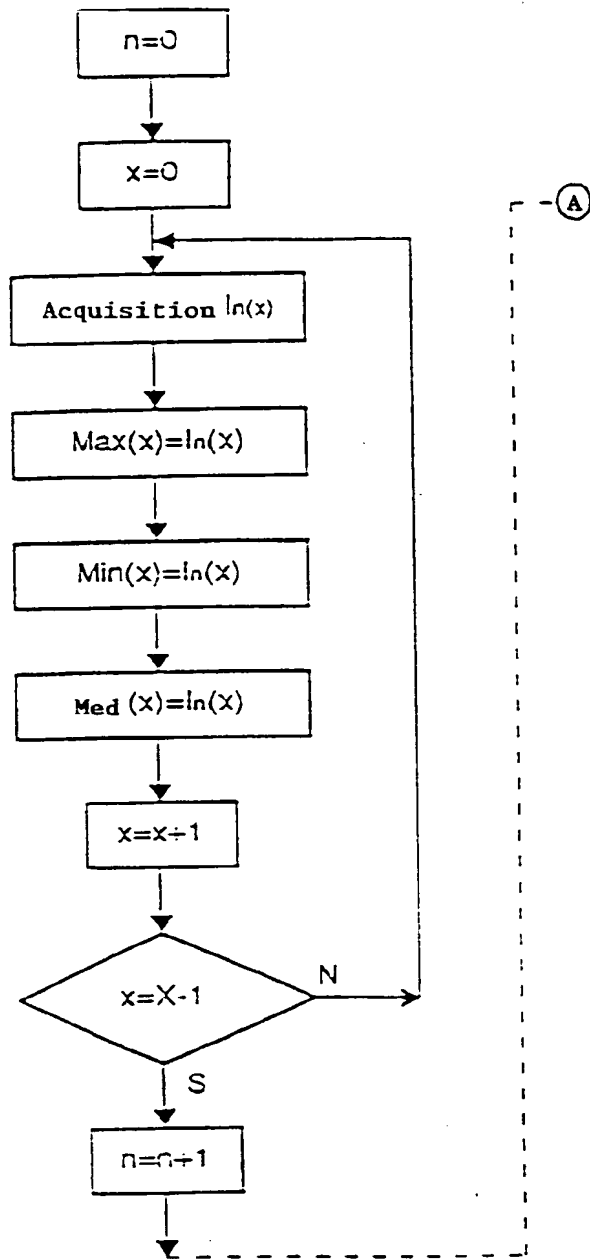 n=0
x=0
A
Acquisition In(x)
Max(x)=In(x)
Min(x)=In(x)
Med (x)=In(x)
x=x+1
x=X-1
N
S
n=n+1